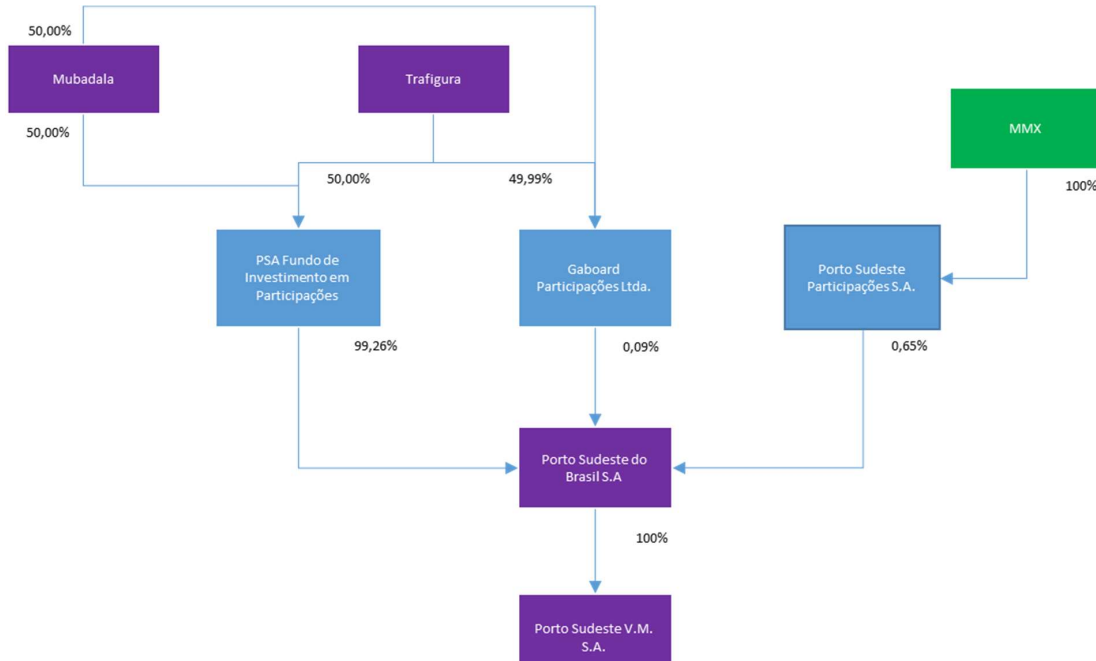 50,00%
Mubadala
Trafigura
MMX
50,00%
100%
50,00%
49,99%
PSA Fundo de
Investimento em
Participações
Gaboard
Participações Ltda.
Porto Sudeste
Participações S.A.
99,26%
0,09%
0,65%
Porto Sudeste do
Brasil S.A
100%
Porto Sudeste V.M.
S.A.